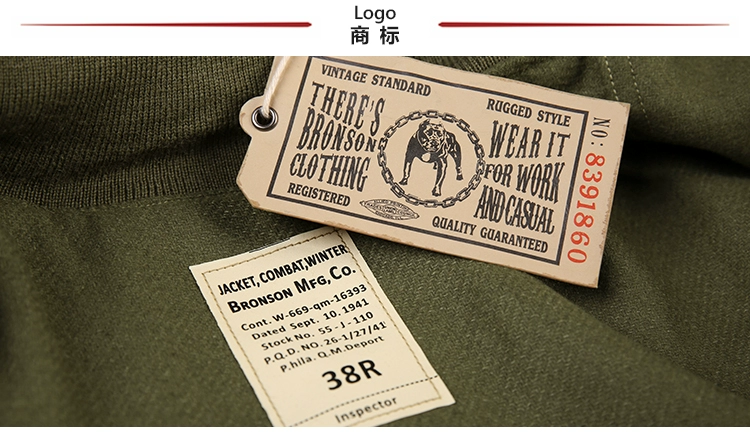 Logo
商标
VINTAGE STANDARD
RUGGED STYLE
THERE'S
BRONSON
CLOTHING
REGISTERED
WEAR IT
FOR WORK
AND CASUAL
QUALITY GUARANTEED
NO: 8391860
JACKET, COMBAT, WINTER
BRONSON MFG, CO.
Cont. W-669-qm-16393
Dated Sept. 10. 1941
Stock No. 55-J-110
P.Q.D. NO. 26-1/27/41
P.hila. Q.M.Deport
38R
Inspector